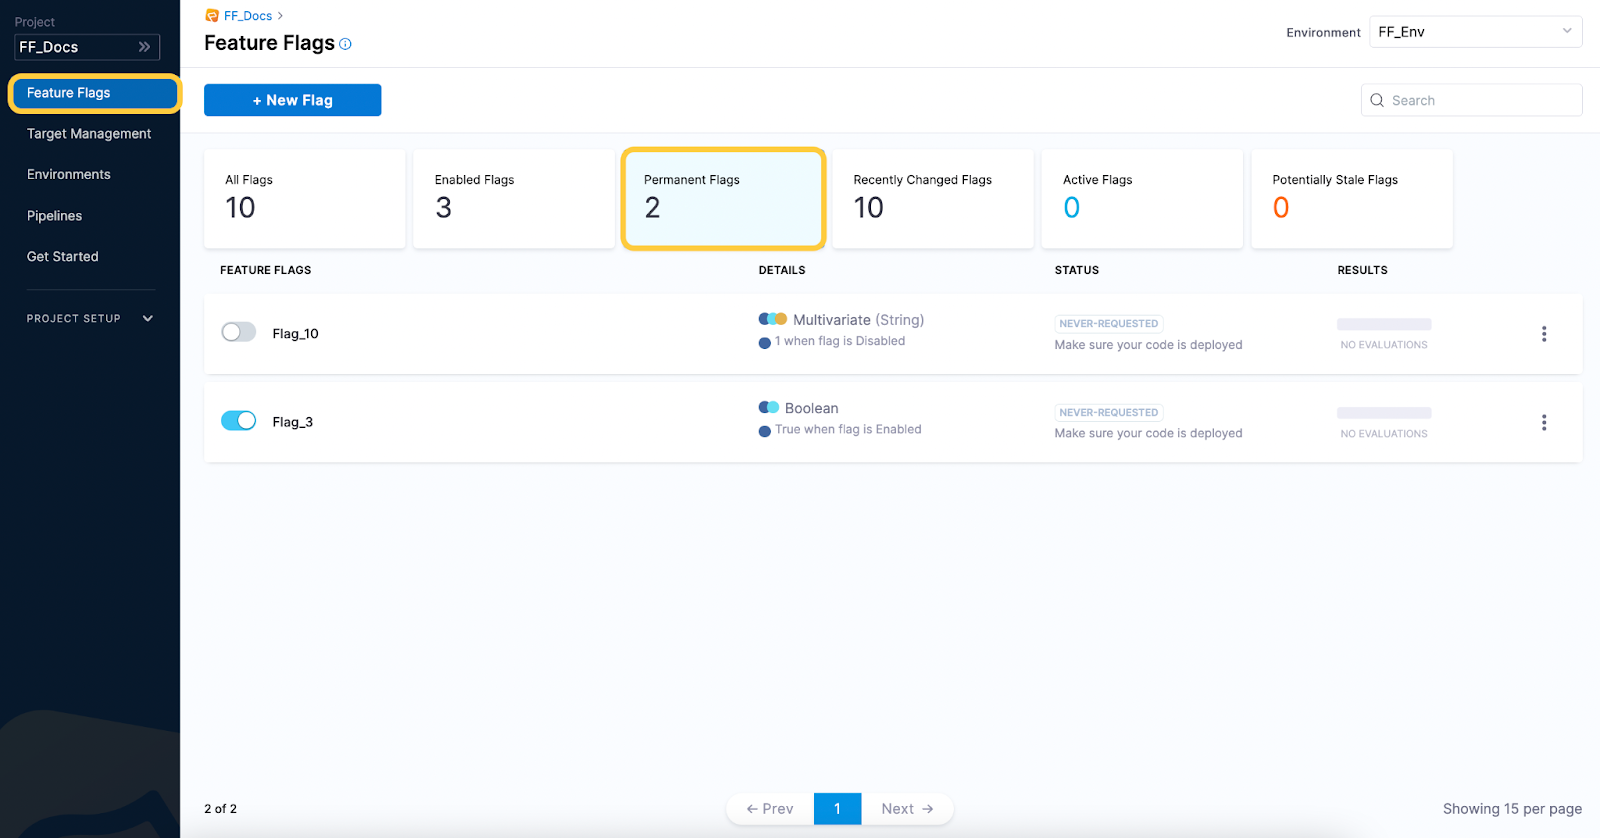 Project
FF_Docs
Feature Flags
Target Management
Environments
Pipelines
Get Started
PROJECT SETUP
FF_Docs
Feature Flags
Environment
FF_Env
+ New Flag
Search
All Flags
10
Enabled Flags
3
Permanent Flags
2
Recently Changed Flags
10
Active Flags
0
Potentially Stale Flags
0
FEATURE FLAGS DETAILS STATUS RESULTS
Flag_10
Multivariate (String)
1 when flag is Disabled
NEVER-REQUESTED
Make sure your code is deployed
NO EVALUATIONS
Flag_3
Boolean
True when flag is Enabled
NEVER-REQUESTED
Make sure your code is deployed
NO EVALUATIONS
2 of 2
← Prev 1 Next →
Showing 15 per page